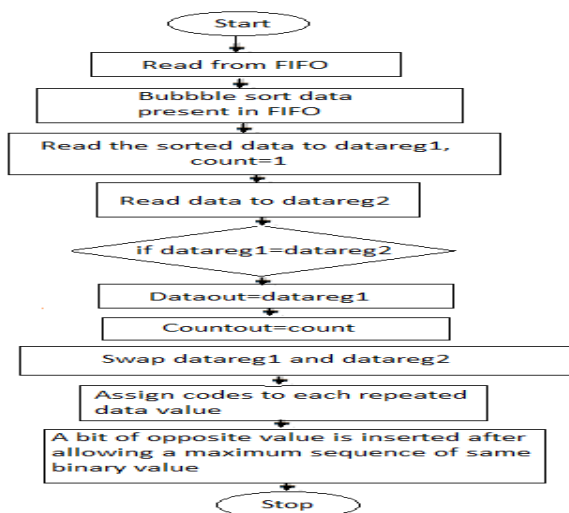 Start
Read from FIFO
Bubbble sort data
present in FIFO
Read the sorted data to datareg1,
count=1
Read data to datareg2
if datareg1=datareg2
Dataout=datareg1
Countout=count
Swap datareg1 and datareg2
Assign codes to each repeated
data value
A bit of opposite value is inserted after
allowing a maximum sequence of same
binary value
Stop